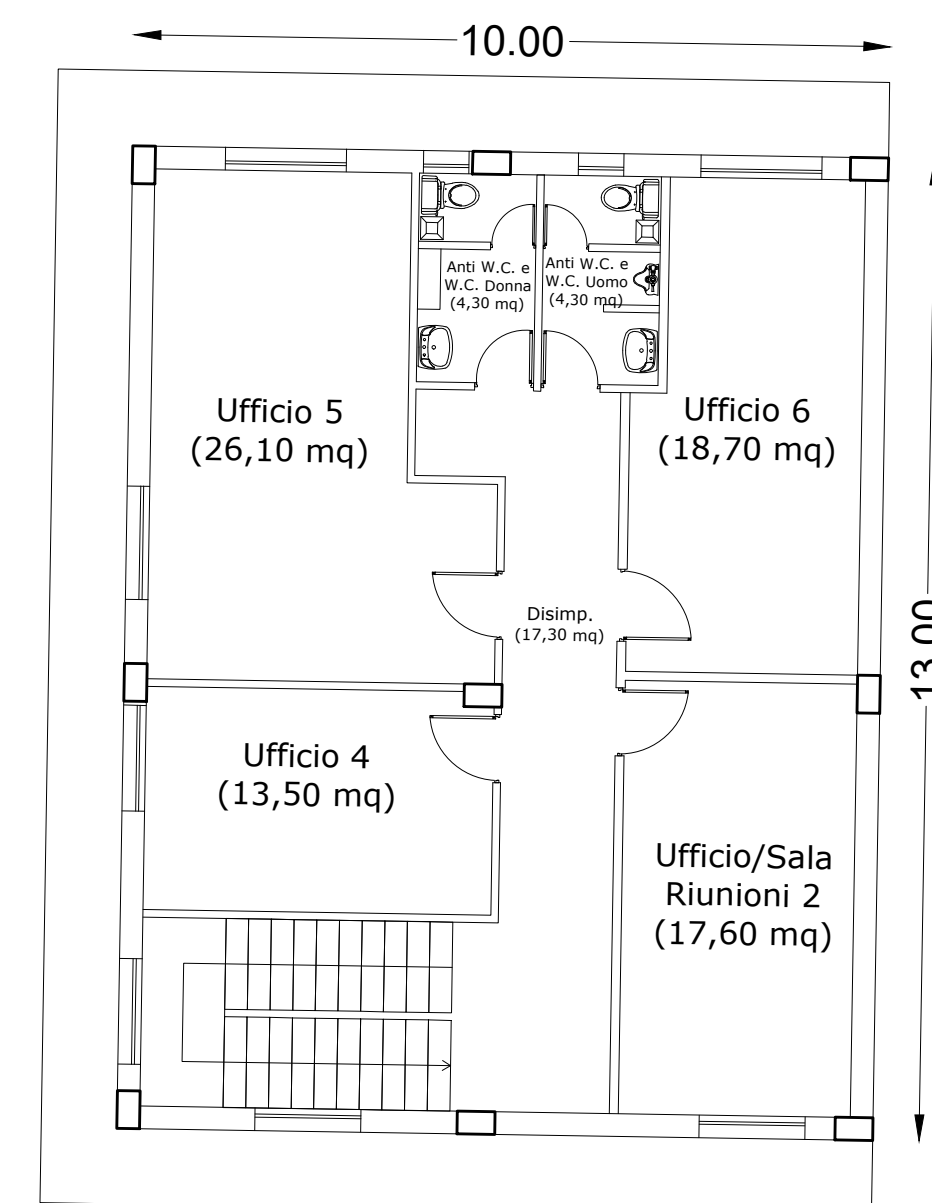 10.00
Anti W.C. e
W.C. Donna
(4,30 mq)
Anti W.C. e
W.C. Uomo
(4,30 mq)
Ufficio 5
(26,10 mq)
Ufficio 6
(18,70 mq)
Disimp.
(17,30 mq)
13.00
Ufficio 4
(13,50 mq)
Ufficio/Sala
Riunioni 2
(17,60 mq)